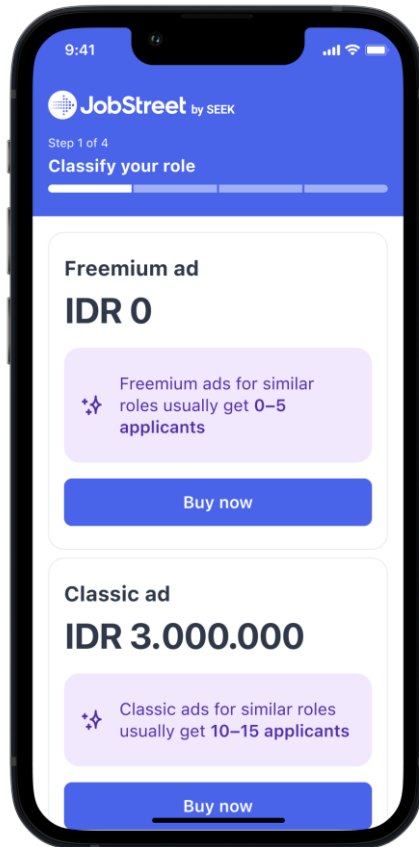 9:41
JobStreet by SEEK
Step 1 of 4
Classify your role
Freemium ad
IDR 0
Freemium ads for similar
roles usually get 0–5
applicants
Buy now
Classic ad
IDR 3.000.000
Classic ads for similar roles
usually get 10–15 applicants
Buy now